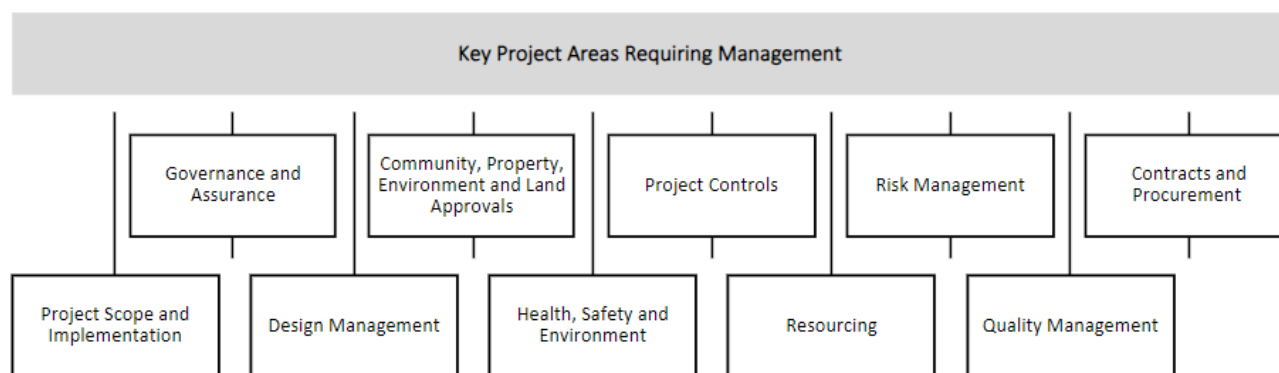 Key Project Areas Requiring Management
Governance and
Assurance
Community, Property,
Environment and Land
Approvals
Project Controls
Risk Management
Contracts and
Procurement
Project Scope and
Implementation
Design Management
Health, Safety and
Environment
Resourcing
Quality Management